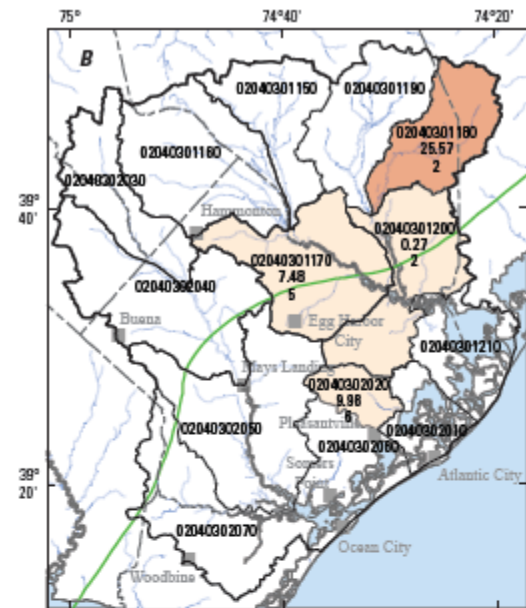 75° 74°40' 74°20'
B
02040301150
02040301190
02040301180
25.57
2
02040301160
02040302030
39°
40'
Hammonton
02040301200
0.27
2
02040301170
7.48
5
02040302040
Buena
Egg Harbor
City
02040301210
Mays Landing
02040302020
9.98
6
02040302050
Pleasantville
02040302060
02040302010
Somers
Point
Atlantic City
39°
20'
02040302070
Ocean City
Woodbine